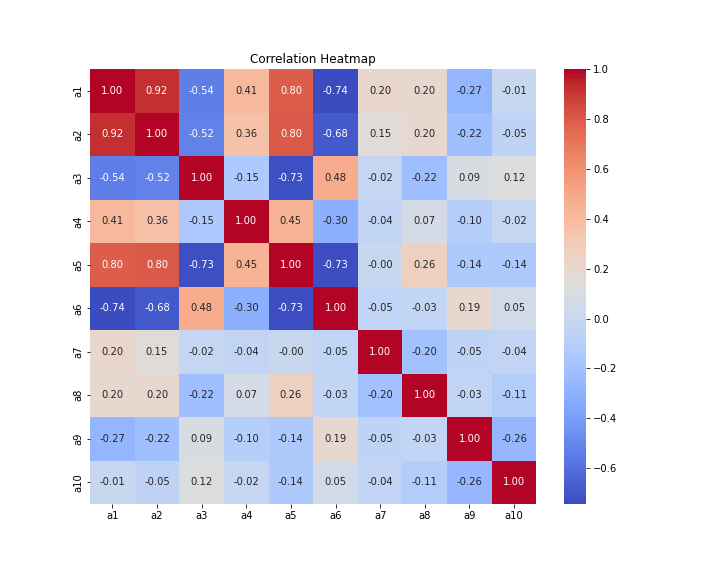 Correlation Heatmap
a1 1.00 0.92 -0.54 0.41 0.80 -0.74 0.20 0.20 -0.27 -0.01
a2 0.92 1.00 -0.52 0.36 0.80 -0.68 0.15 0.20 -0.22 -0.05
a3 -0.54 -0.52 1.00 -0.15 -0.73 0.48 -0.02 -0.22 0.09 0.12
a4 0.41 0.36 -0.15 1.00 0.45 -0.30 -0.04 0.07 -0.10 -0.02
a5 0.80 0.80 -0.73 0.45 1.00 -0.73 -0.00 0.26 -0.14 -0.14
a6 -0.74 -0.68 0.48 -0.30 -0.73 1.00 -0.05 -0.03 0.19 0.05
a7 0.20 0.15 -0.02 -0.04 -0.00 -0.05 1.00 -0.20 -0.05 -0.04
a8 0.20 0.20 -0.22 0.07 0.26 -0.03 -0.20 1.00 -0.03 -0.11
a9 -0.27 -0.22 0.09 -0.10 -0.14 0.19 -0.05 -0.03 1.00 -0.26
a10 -0.01 -0.05 0.12 -0.02 -0.14 0.05 -0.04 -0.11 -0.26 1.00
a1 a2 a3 a4 a5 a6 a7 a8 a9 a10
1.0
0.8
0.6
0.4
0.2
0.0
−0.2
−0.4
−0.6